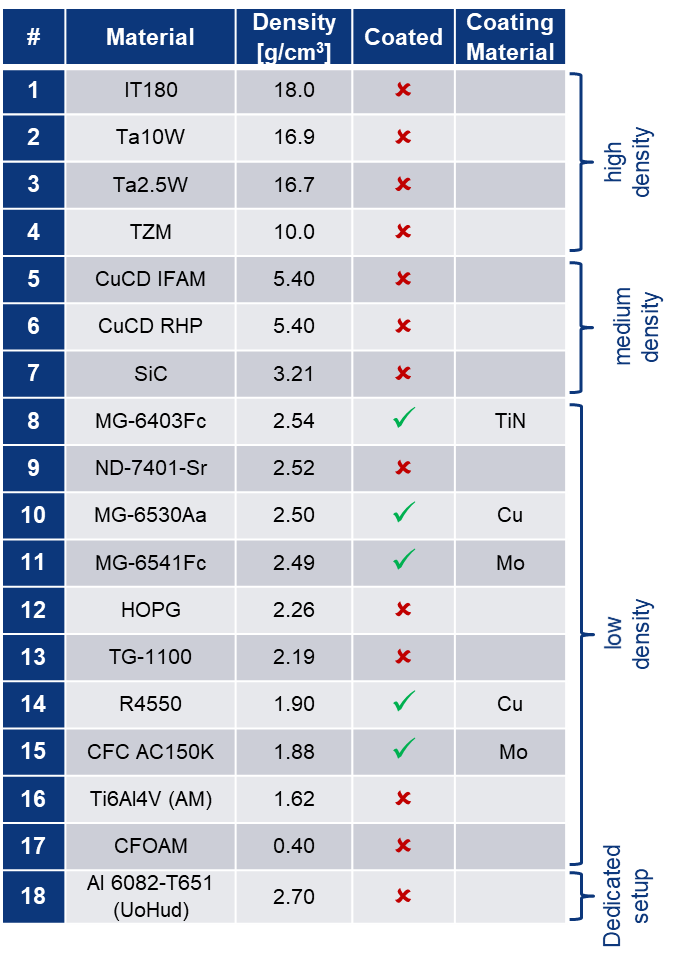 # Material Density [g/cm³] Coated Coating Material
1 IT180 18.0 ✘
2 Ta10W 16.9 ✘
3 Ta2.5W 16.7 ✘
4 TZM 10.0 ✘
high density
5 CuCD IFAM 5.40 ✘
6 CuCD RHP 5.40 ✘
7 SiC 3.21 ✘
medium density
8 MG-6403Fc 2.54 ✓ TiN
9 ND-7401-Sr 2.52 ✘
10 MG-6530Aa 2.50 ✓ Cu
11 MG-6541Fc 2.49 ✓ Mo
12 HOPG 2.26 ✘
13 TG-1100 2.19 ✘
14 R4550 1.90 ✓ Cu
15 CFC AC150K 1.88 ✓ Mo
16 Ti6Al4V (AM) 1.62 ✘
17 CFOAM 0.40 ✘
low density
18 Al 6082-T651 (UoHud) 2.70 ✘
Dedicated setup